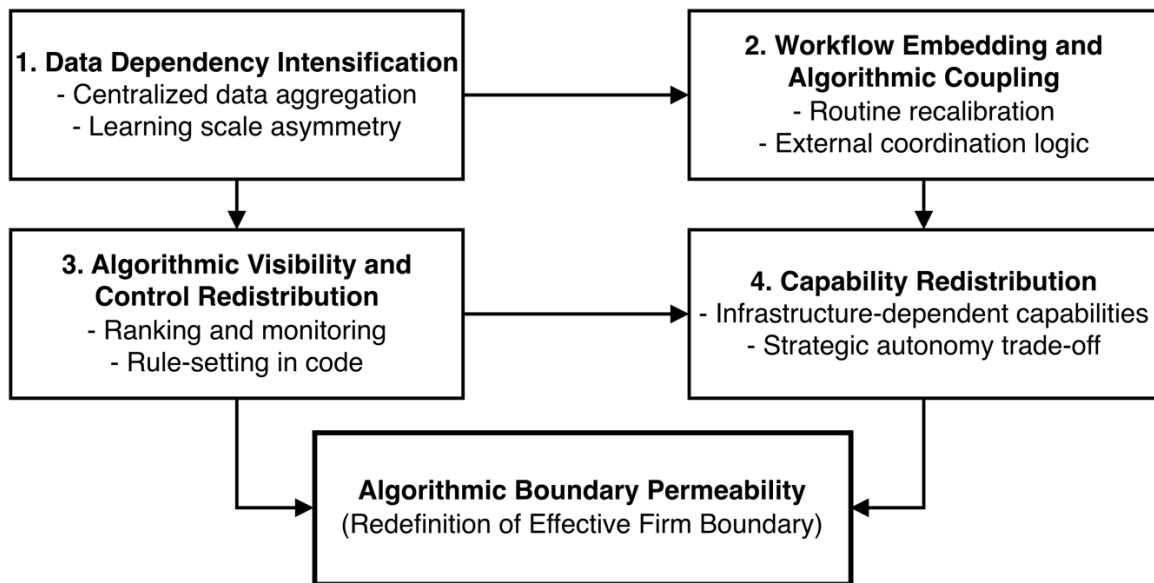 1. Data Dependency Intensification
- Centralized data aggregation
- Learning scale asymmetry
2. Workflow Embedding and
Algorithmic Coupling
- Routine recalibration
- External coordination logic
3. Algorithmic Visibility and
Control Redistribution
- Ranking and monitoring
- Rule-setting in code
4. Capability Redistribution
- Infrastructure-dependent capabilities
- Strategic autonomy trade-off
Algorithmic Boundary Permeability
(Redefinition of Effective Firm Boundary)